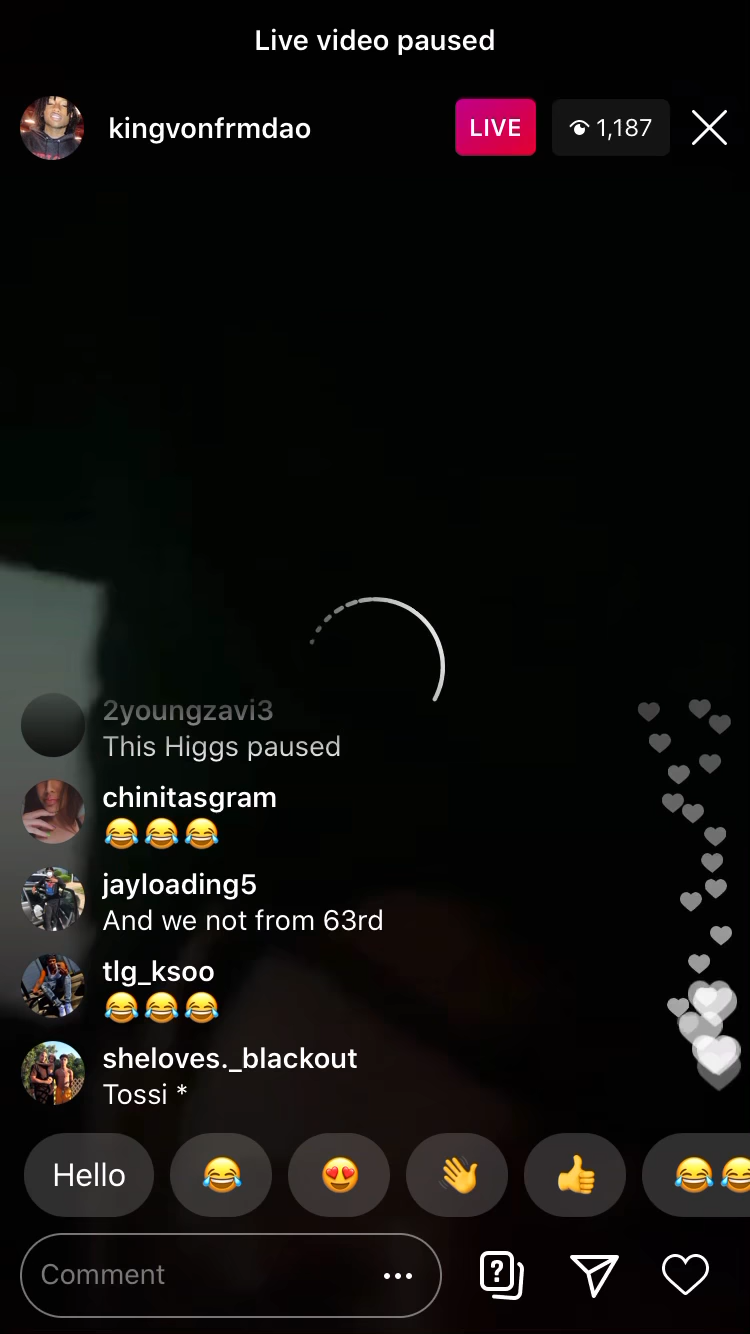 Live video paused
kingvonfrmdao
LIVE
1,187
2youngzavi3
This Higgs paused
chinitasgram
😂😂😂
jayloading5
And we not from 63rd
tlg_ksoo
😂😂😂
sheloves._blackout
Tossi *
Hello
Comment